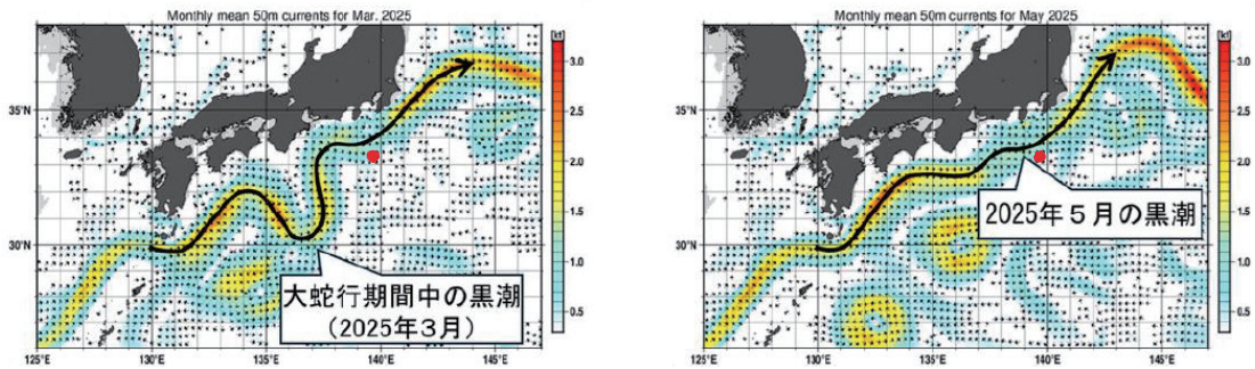 Monthly mean 50m currents for Mar. 2025
[kt]
3.0
2.5
2.0
1.5
1.0
0.5
35°N
30°N
125°E
130°E
135°E
140°E
145°E
大蛇行期間中の黒潮
(2025年3月)
Monthly mean 50m currents for May 2025
[kt]
3.0
2.5
2.0
1.5
1.0
0.5
35°N
30°N
125°E
130°E
135°E
140°E
145°E
2025年5月の黒潮